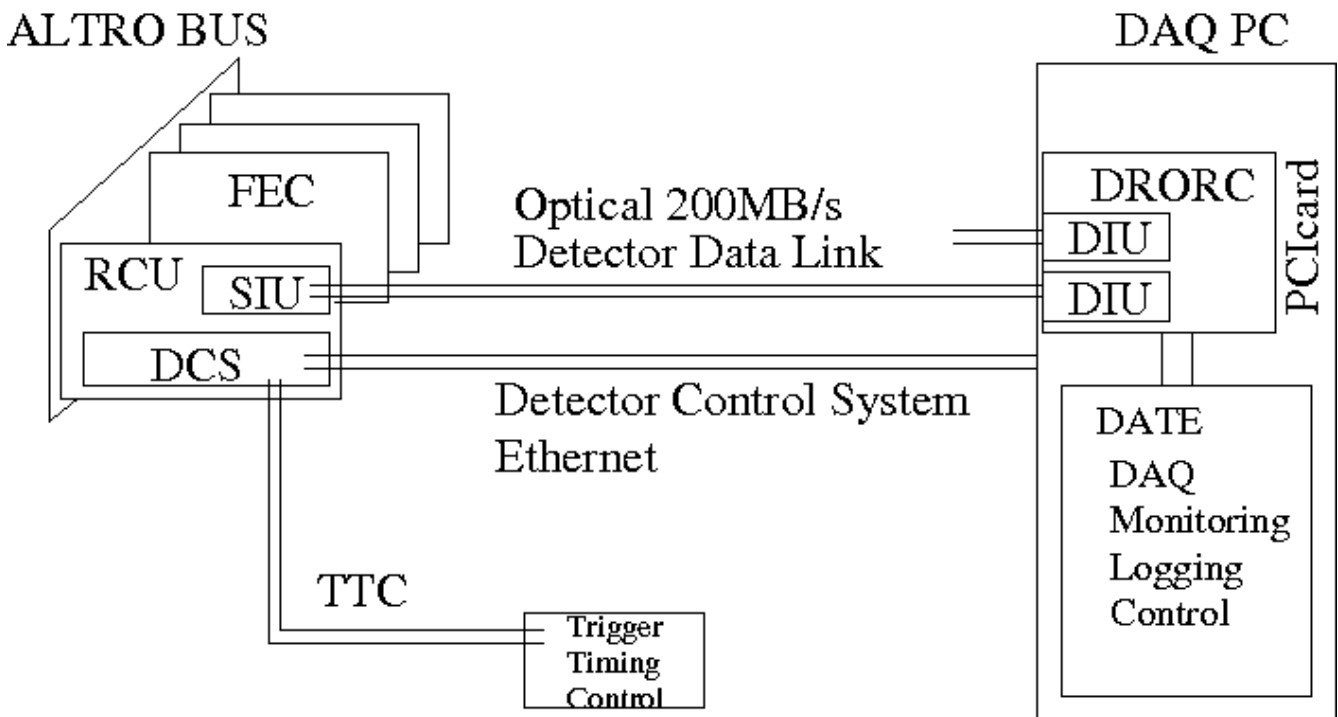 ALTRO BUS
DAQ PC
FEC
RCU
SIU
DCS
Optical 200MB/s
Detector Data Link
DRORC
DIU
DIU
PCIcard
Detector Control System
Ethernet
DATE
DAQ
Monitoring
Logging
Control
TTC
Trigger
Timing
Control